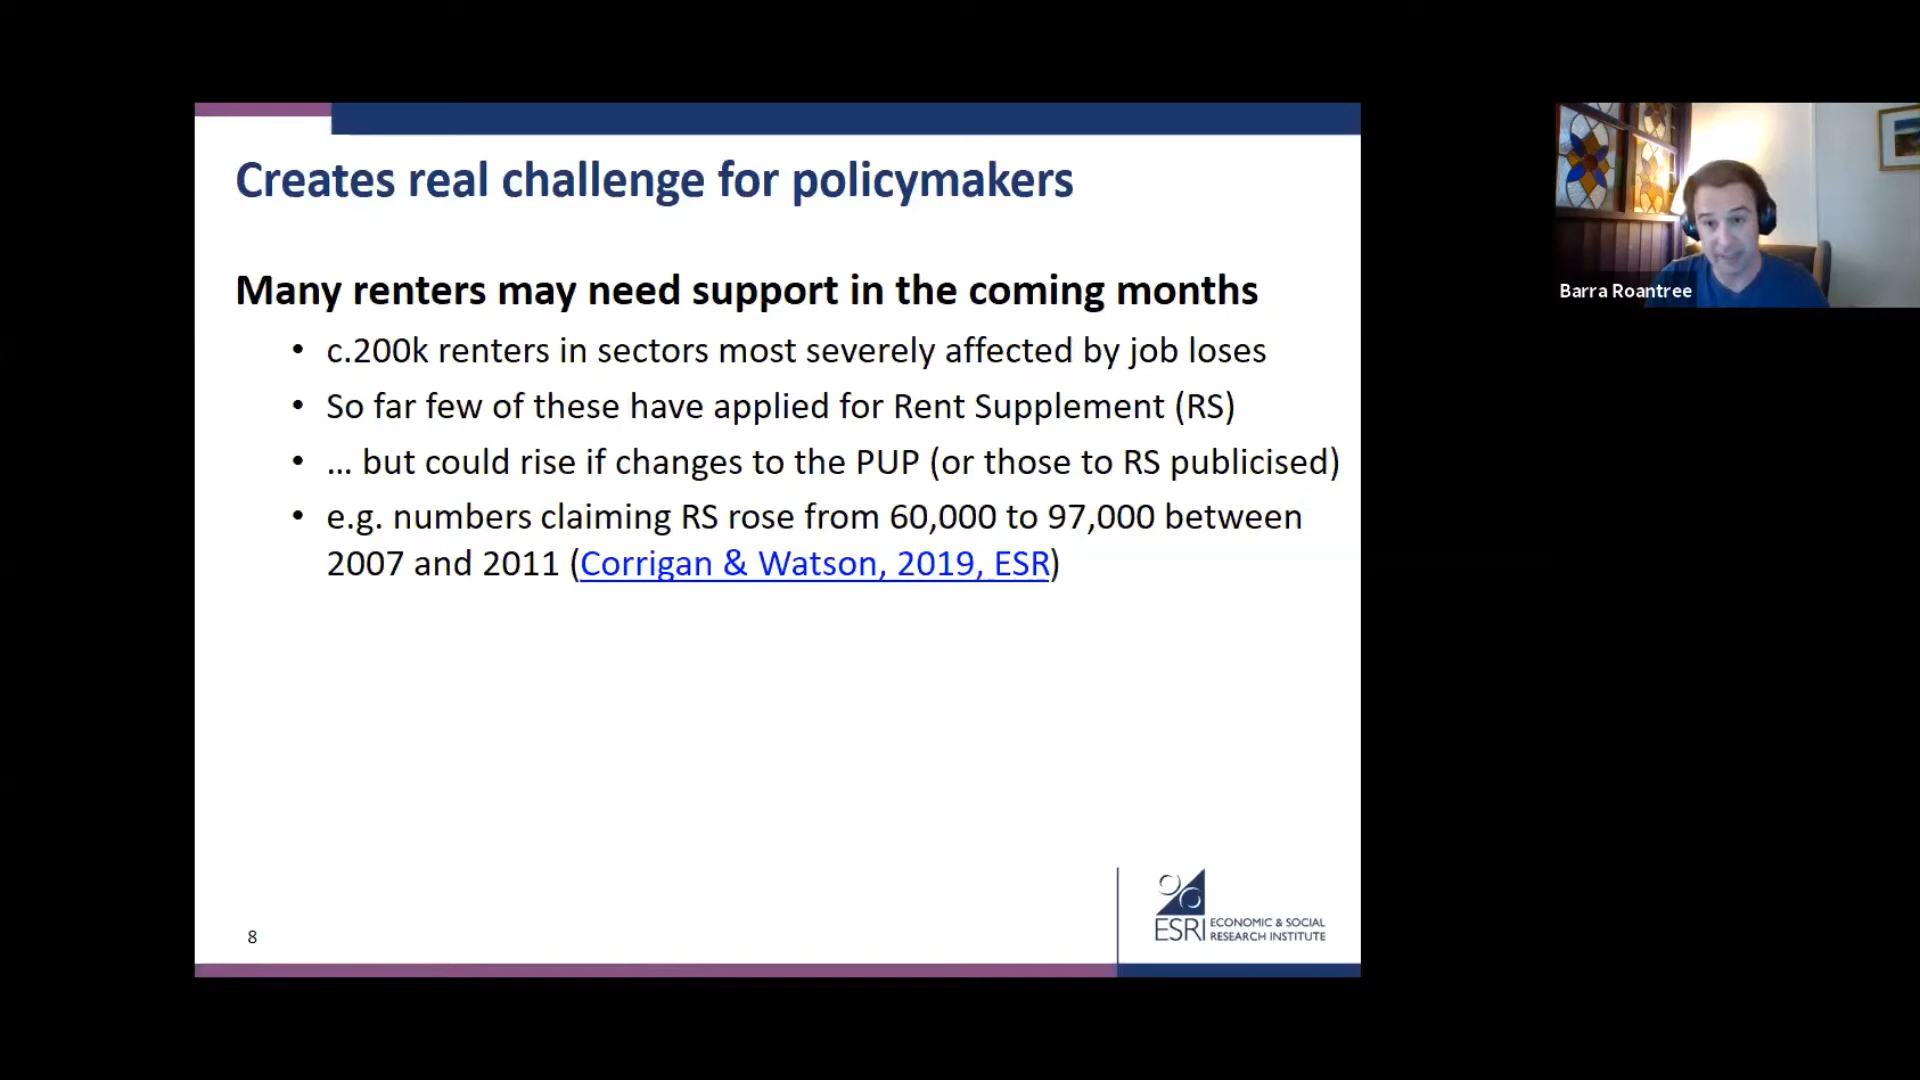 Creates real challenge for policymakers
Many renters may need support in the coming months
• c.200k renters in sectors most severely affected by job loses
• So far few of these have applied for Rent Supplement (RS)
• ... but could rise if changes to the PUP (or those to RS publicised)
• e.g. numbers claiming RS rose from 60,000 to 97,000 between
2007 and 2011 (Corrigan & Watson, 2019, ESR)
8
ESRI ECONOMIC & SOCIAL
RESEARCH INSTITUTE
Barra Roantree